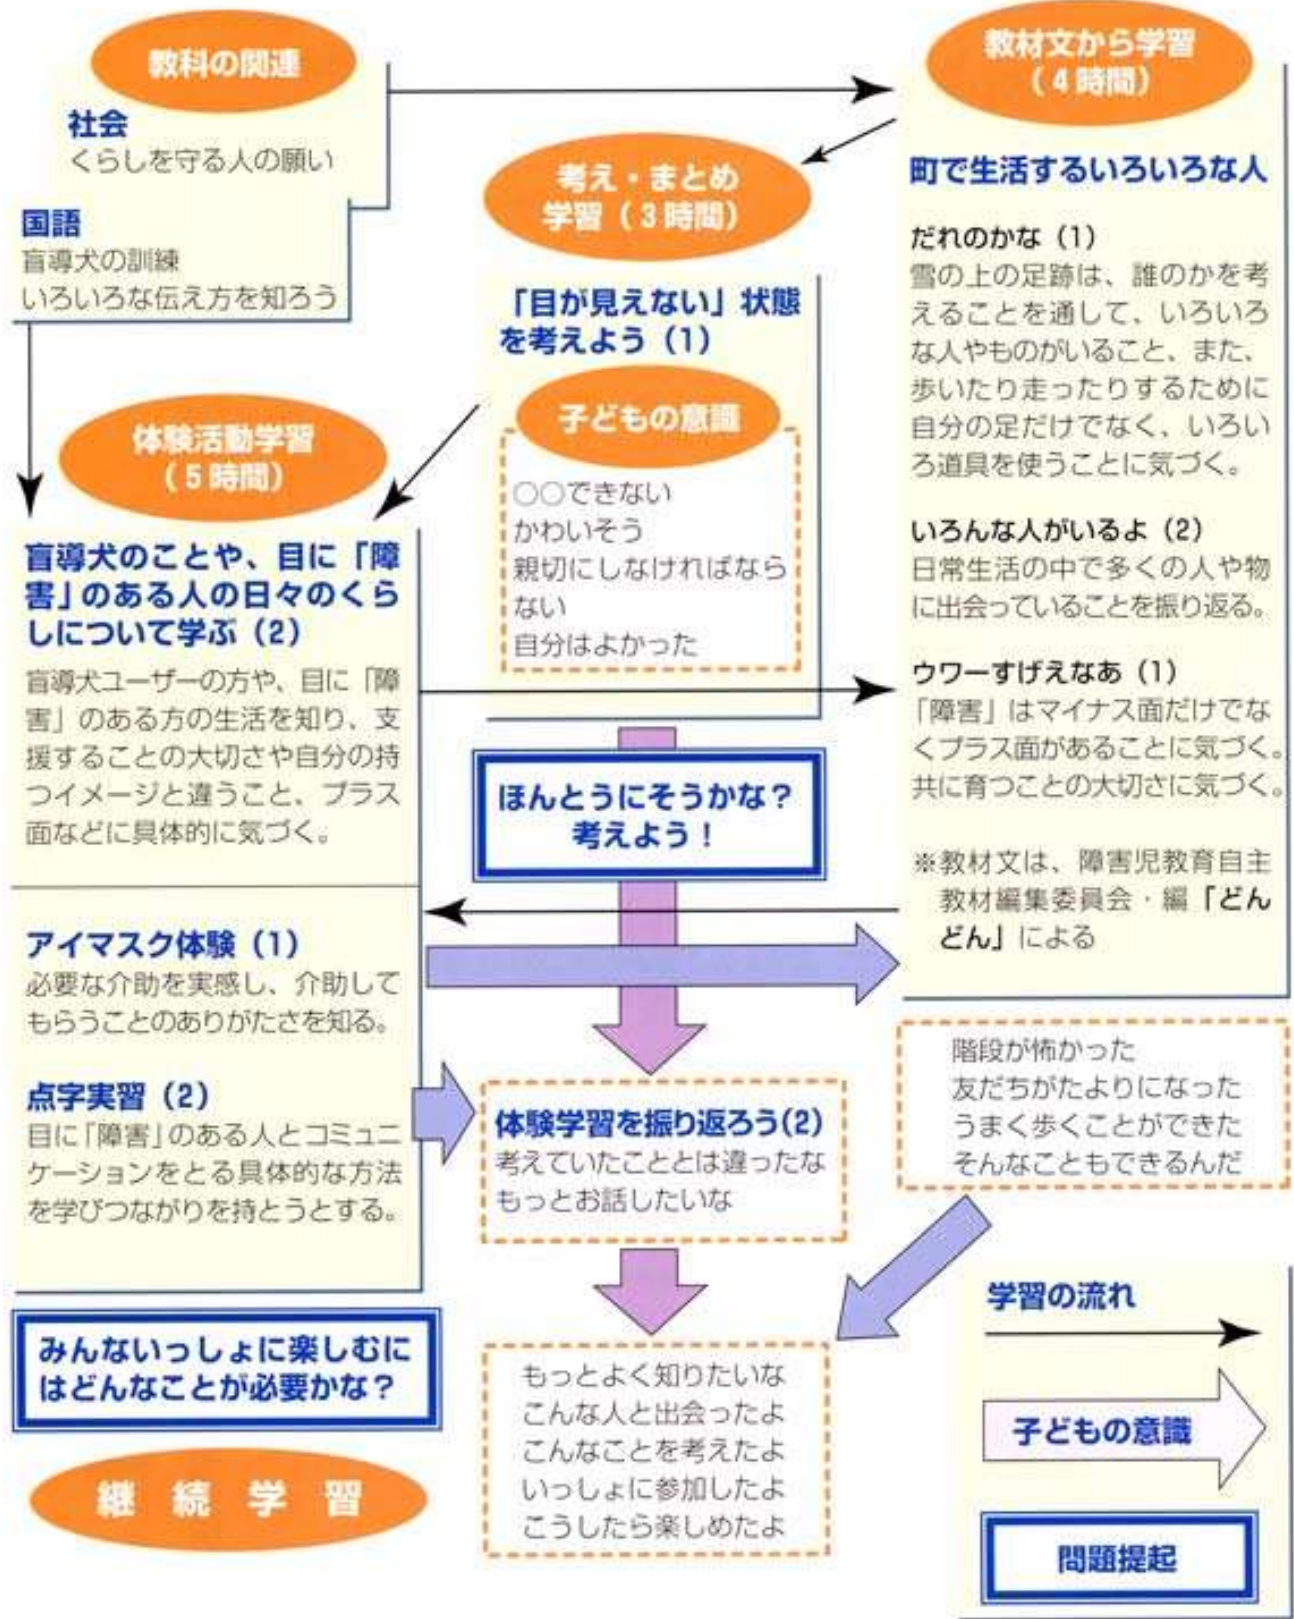 教科の関連
社会
くらしを守る人の願い
国語
盲導犬の訓練
いろいろな伝え方を知ろう
教材文から学習
(4時間)
町で生活するいろいろな人
だれのかな(1)
雪の上の足跡は、誰のかを考
えることを通して、いろいろ
な人やものがいること、また、
歩いたり走ったりするために
自分の足だけでなく、いろい
ろ道具を使うことに気づく。
いろんな人がいるよ(2)
日常生活の中で多くの人や物
に出会っていることを振り返る。
ウワーすげえなあ(1)
「障害」はマイナス面だけでな
くプラス面があることに気づく。
共に育つことの大切さに気づく。
※教材文は、障害児教育自主
教材編集委員会・編「どん
どん」による
考え・まとめ
学習(3時間)
「目が見えない」状態
を考えよう(1)
子どもの意識
○○できない
かわいそう
親切にしなければなら
ない
自分はよかった
ほんとうにそうかな?
考えよう!
体験活動学習
(5時間)
盲導犬のことや、目に「障
害」のある人の日々のくら
しについて学ぶ(2)
盲導犬ユーザーの方や、目に「障
害」のある方の生活を知り、支
援することの大切さや自分の持
つイメージと違うこと、プラス
面などに具体的に気づく。
アイマスク体験(1)
必要な介助を実感し、介助して
もらうことのありがたさを知る。
点字実習(2)
目に「障害」のある人とコミュニ
ケーションをとる具体的な方法
を学びつながりを持とうとする。
体験学習を振り返ろう(2)
考えていたこととは違ったな
もっとお話したいな
階段が怖かった
友だちがたよりになった
うまく歩くことができた
そんなこともできるんだ
みんないっしょに楽しむに
はどんなことが必要かな?
継続学習
もっとよく知りたいな
こんな人と出会ったよ
こんなことを考えたよ
いっしょに参加したよ
こうしたら楽しめたよ
学習の流れ
子どもの意識
問題提起